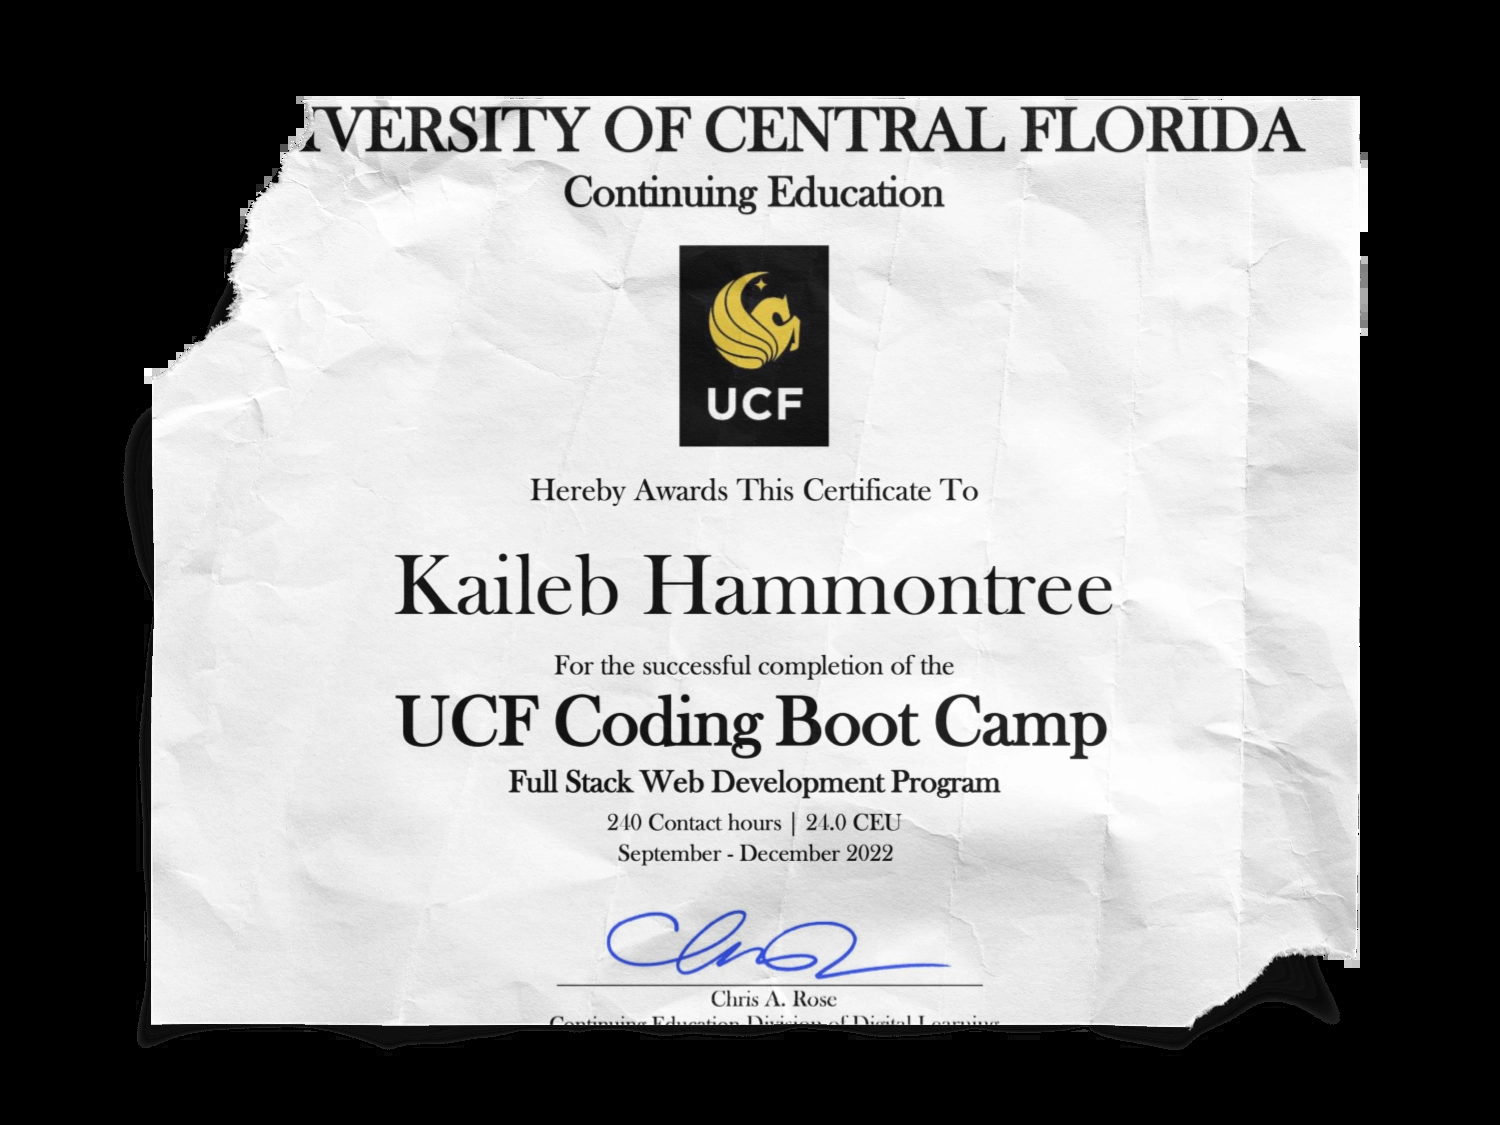 IVERSITY OF CENTRAL FLORIDA
Continuing Education
UCF
Hereby Awards This Certificate To
Kaileb Hammontree
For the successful completion of the
UCF Coding Boot Camp
Full Stack Web Development Program
240 Contact hours | 24.0 CEU
September - December 2022
Chris A. Rose
Continuing Education Division of Digital Learning